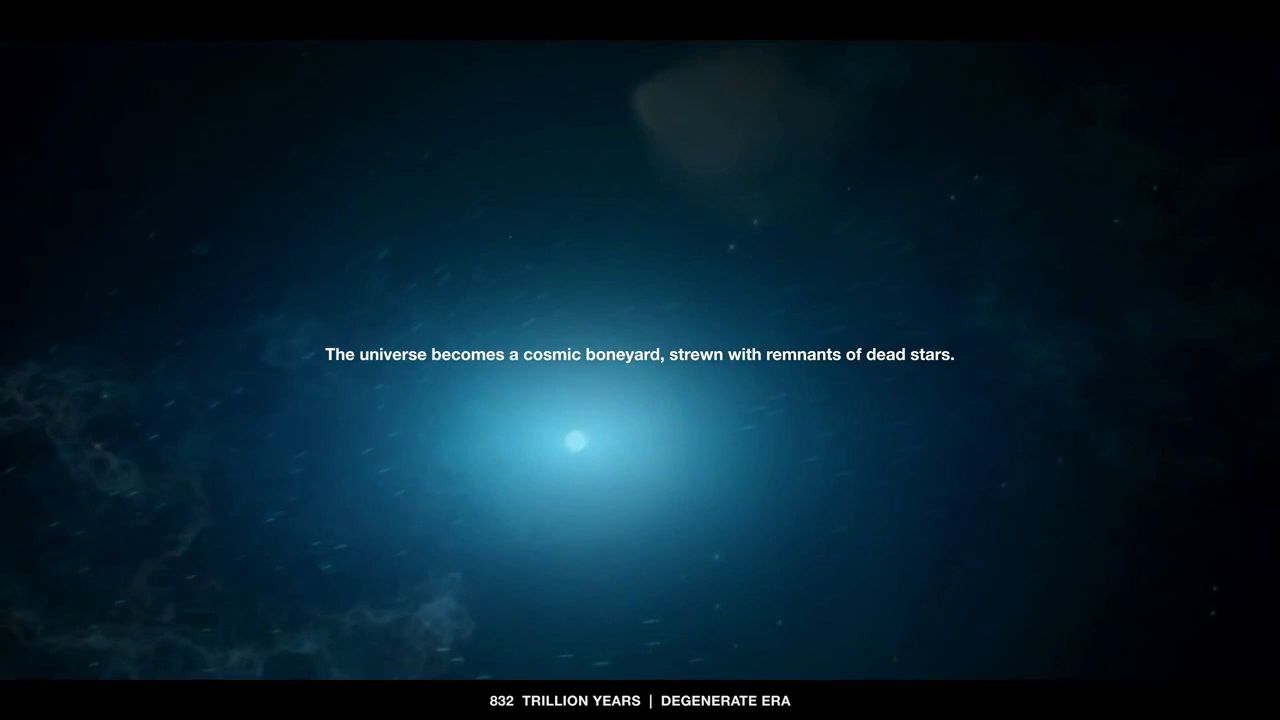 The universe becomes a cosmic boneyard, strewn with remnants of dead stars.
832 TRILLION YEARS | DEGENERATE ERA